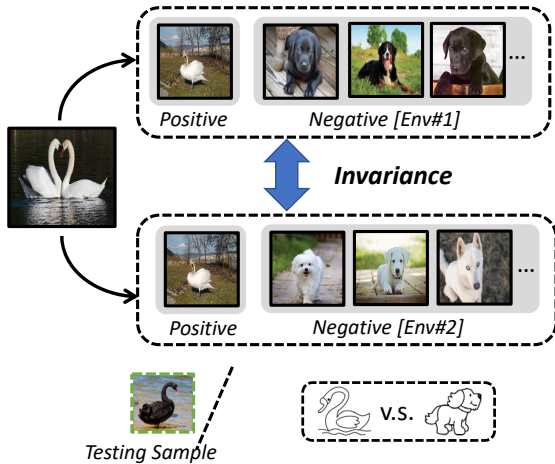 ...
Positive
Negative [Env#1]
Invariance
...
Positive
Negative [Env#2]
v.s.
Testing Sample